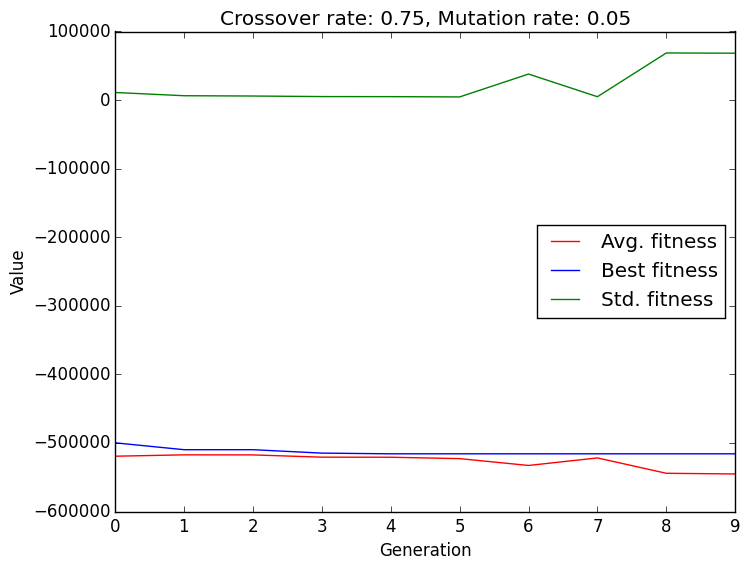 Crossover rate: 0.75, Mutation rate: 0.05
100000
0
−100000
−200000
−300000
−400000
−500000
−600000
Value
Avg. fitness
Best fitness
Std. fitness
0 1 2 3 4 5 6 7 8 9
Generation